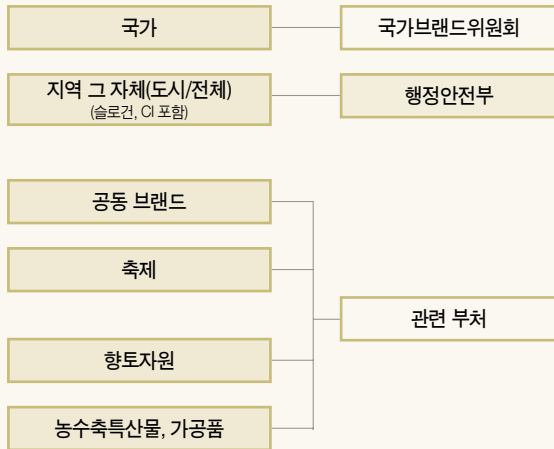 국가
국가브랜드위원회
지역 그 자체(도시/전체)
(슬로건, CI 포함)
행정안전부
공동 브랜드
축제
관련 부처
향토자원
농수축특산물, 가공품